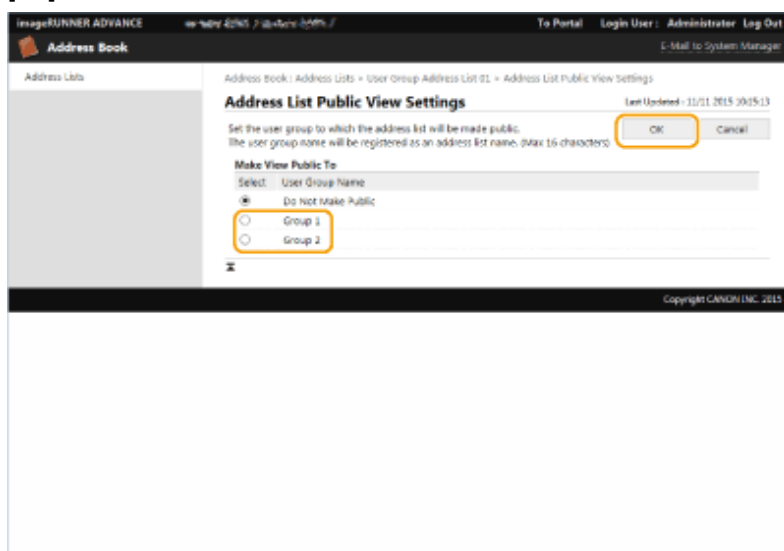 imageRUNNER ADVANCE To Portal Login User : Administrator Log Out
Address Book E-Mail to System Manager
Address Lists
Address Book : Address Lists > User Group Address List 01 > Address List Public View Settings
Address List Public View Settings Last Updated : 11/11 2015 10:15:13
Set the user group to which the address list will be made public.
The user group name will be registered as an address list name. (Max 16 characters)
OK Cancel
Make View Public To
Select User Group Name
Do Not Make Public
Group 1
Group 2
Copyright CANON INC. 2015